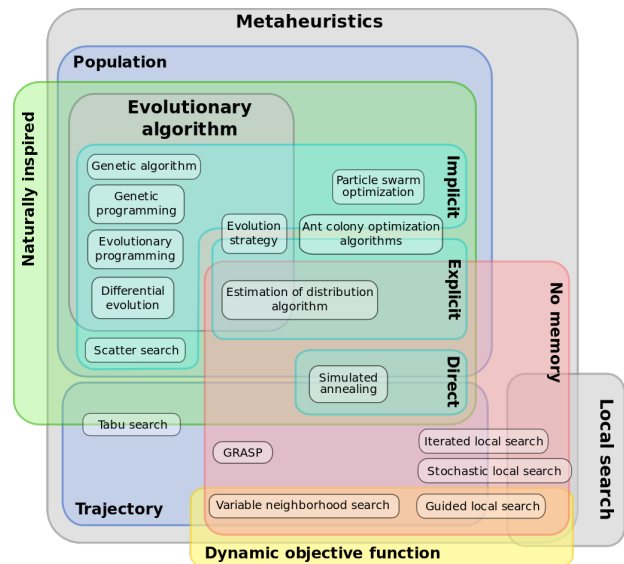 Metaheuristics
Population
Evolutionary
algorithm
Naturally inspired
Implicit
Genetic algorithm
Particle swarm
optimization
Genetic
programming
Evolution
strategy
Ant colony optimization
algorithms
Evolutionary
programming
Explicit
Differential
evolution
Estimation of distribution
algorithm
No memory
Scatter search
Direct
Simulated
annealing
Local search
Tabu search
Iterated local search
GRASP
Stochastic local search
Trajectory
Variable neighborhood search
Guided local search
Dynamic objective function